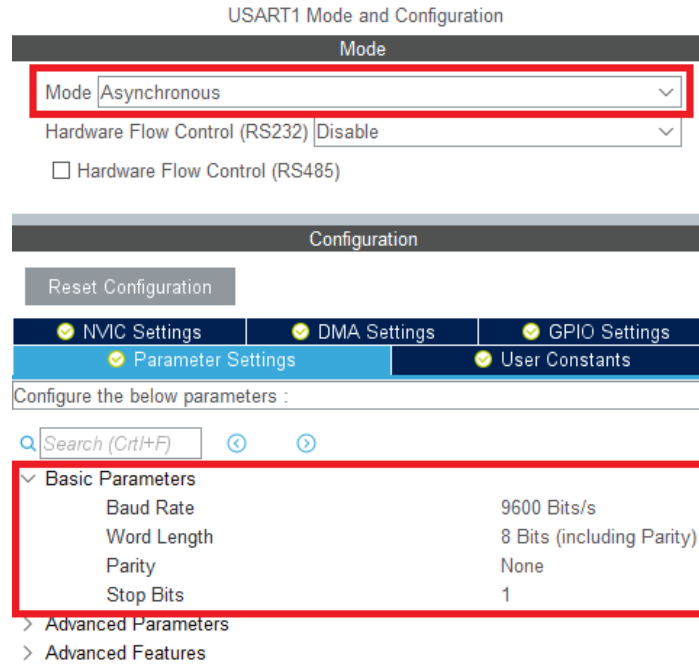 USART1 Mode and Configuration
Mode
Mode Asynchronous
Hardware Flow Control (RS232) Disable
Hardware Flow Control (RS485)
Configuration
Reset Configuration
NVIC Settings DMA Settings GPIO Settings
Parameter Settings User Constants
Configure the below parameters :
Search (Crtl+F)
Basic Parameters
Baud Rate 9600 Bits/s
Word Length 8 Bits (including Parity)
Parity None
Stop Bits 1
Advanced Parameters
Advanced Features